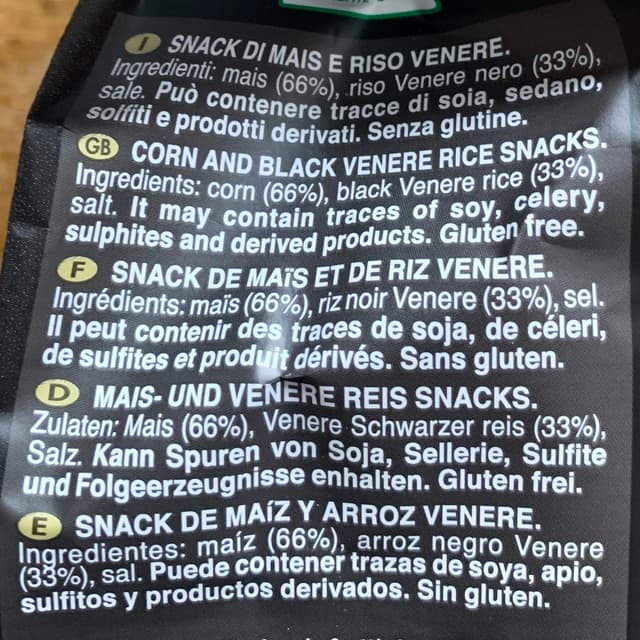 I SNACK DI MAIS E RISO VENERE.
Ingredienti: mais (66%), riso Venere nero (33%),
sale. Può contenere tracce di soia, sedano,
solfiti e prodotti derivati. Senza glutine.
GB CORN AND BLACK VENERE RICE SNACKS.
Ingredients: corn (66%), black Venere rice (33%),
salt. It may contain traces of soy, celery,
sulphites and derived products. Gluten free.
F SNACK DE MAÏS ET DE RIZ VENERE.
Ingrédients: maïs (66%), riz noir Venere (33%), sel.
Il peut contenir des traces de soja, de céleri,
de sulfites et produit dérivés. Sans gluten.
D MAIS- UND VENERE REIS SNACKS.
Zulaten: Mais (66%), Venere Schwarzer reis (33%),
Salz. Kann Spuren von Soja, Sellerie, Sulfite
und Folgeerzeugnisse enhalten. Gluten frei.
E SNACK DE MAÍZ Y ARROZ VENERE.
Ingredientes: maíz (66%), arroz negro Venere
(33%), sal. Puede contener trazas de soya, apio,
sulfitos y productos derivados. Sin gluten.